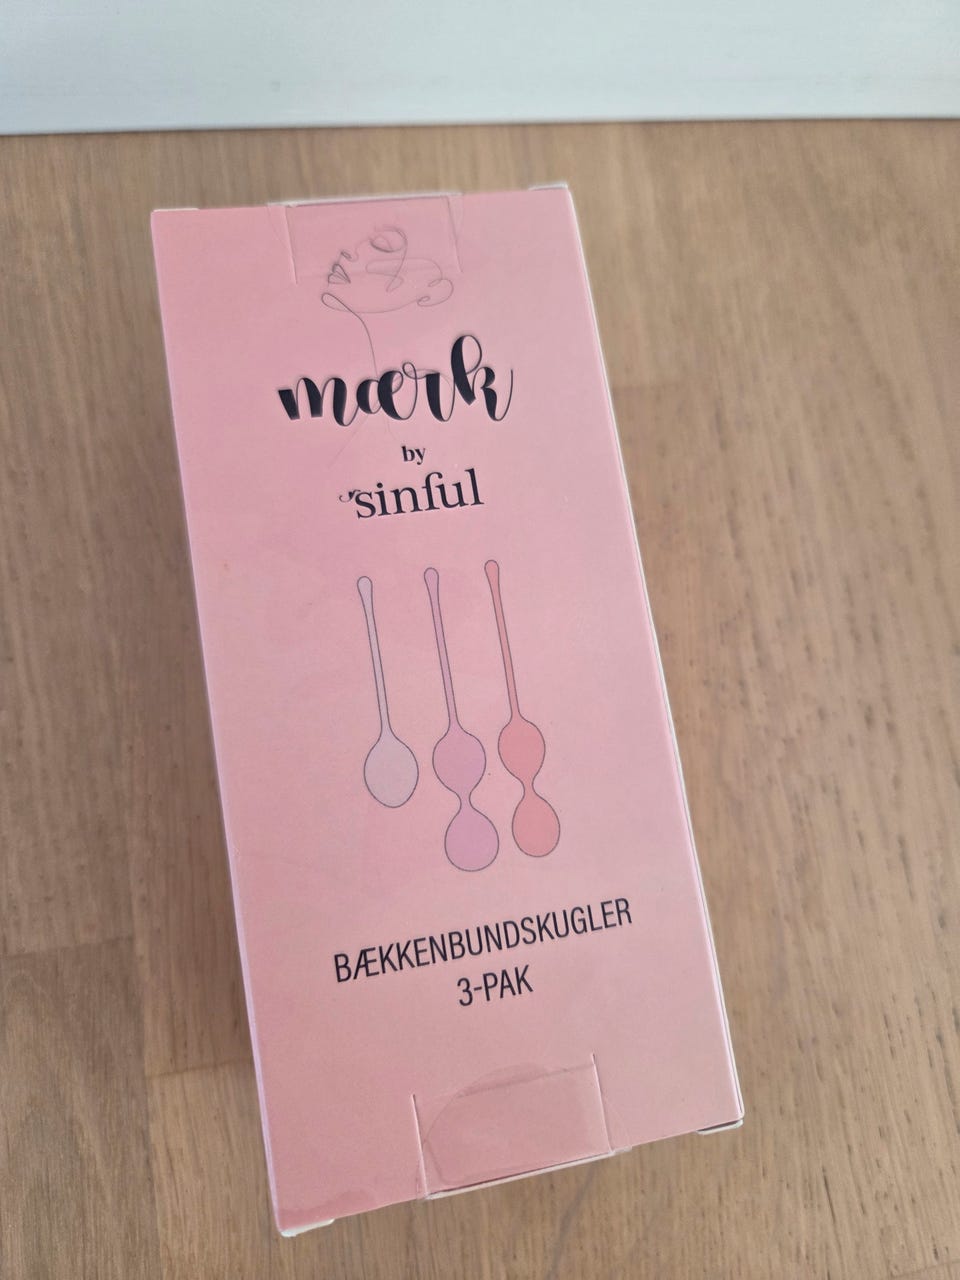 mærk
by
sinful
BÆKKENBUNDSKUGLER
3-PAK